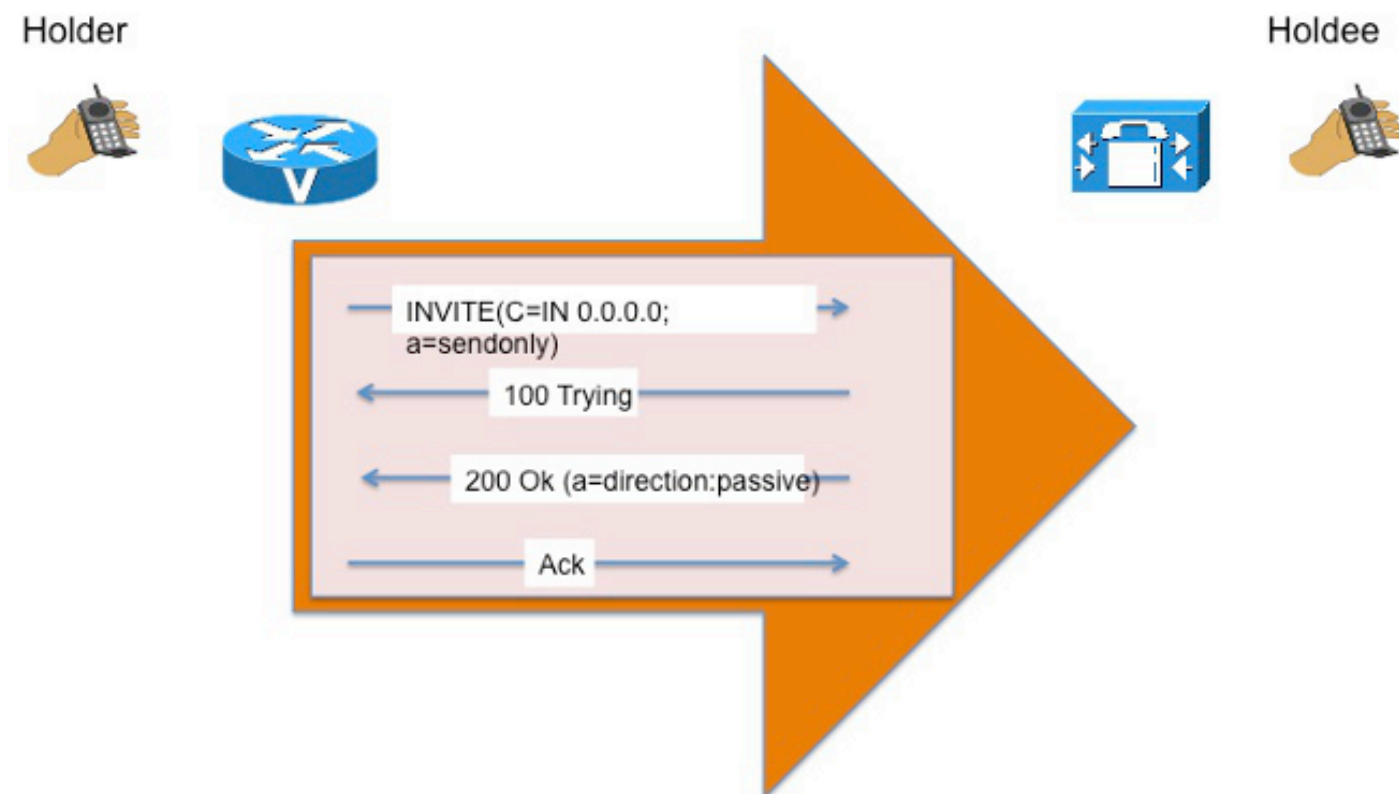 Holder
Holdee
V
INVITE(C=IN 0.0.0.0;
a=sendonly)
100 Trying
200 Ok (a=direction:passive)
Ack